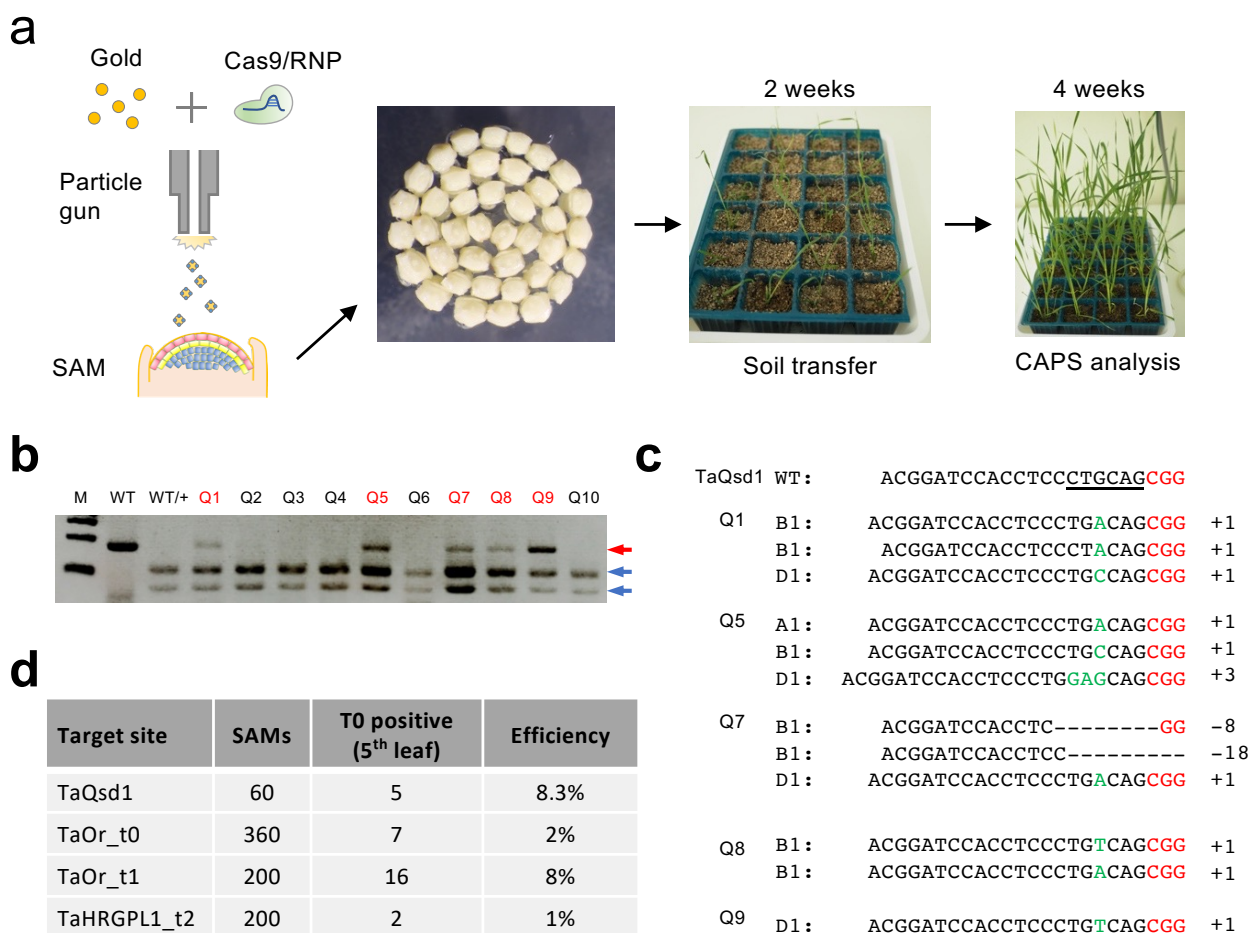 a
Gold
Cas9/RNP
Particle
gun
SAM
2 weeks
4 weeks
Soil transfer
CAPS analysis
b
M WT WT/+ Q1 Q2 Q3 Q4 Q5 Q6 Q7 Q8 Q9 Q10
c
TaQsd1 WT: ACGGATCCACCTCCCTGCAGCGG
Q1 B1: ACGGATCCACCTCCCTGACAGCGG +1
B1: ACGGATCCACCTCCCTACAGCGG +1
D1: ACGGATCCACCTCCCTGCCAGCGG +1
Q5 A1: ACGGATCCACCTCCCTGACAGCGG +1
B1: ACGGATCCACCTCCCTGCCAGCGG +1
D1: ACGGATCCACCTCCCTGGAGCAGCGG +3
Q7 B1: ACGGATCCACCTC--------GG -8
B1: ACGGATCCACCTCC--------- -18
D1: ACGGATCCACCTCCCTGACAGCGG +1
Q8 B1: ACGGATCCACCTCCCTGTCAGCGG +1
B1: ACGGATCCACCTCCCTGACAGCGG +1
Q9 D1: ACGGATCCACCTCCCTGTCAGCGG +1
d
Target site SAMs T0 positive (5th leaf) Efficiency
TaQsd1 60 5 8.3%
TaOr_t0 360 7 2%
TaOr_t1 200 16 8%
TaHRGPL1_t2 200 2 1%